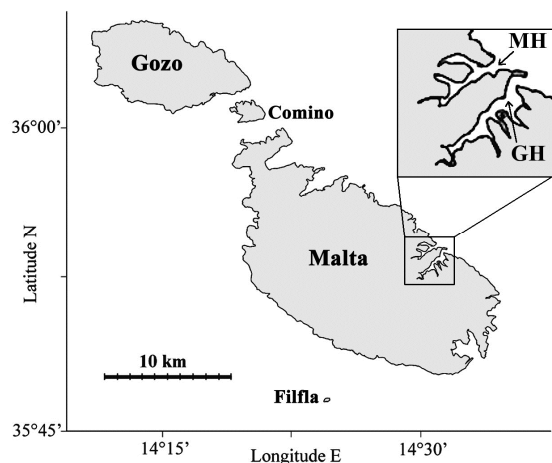 MH
Gozo
Comino
36°00'
GH
Latitude N
Malta
10 km
Filfla
35°45'
14°15'
14°30'
Longitude E